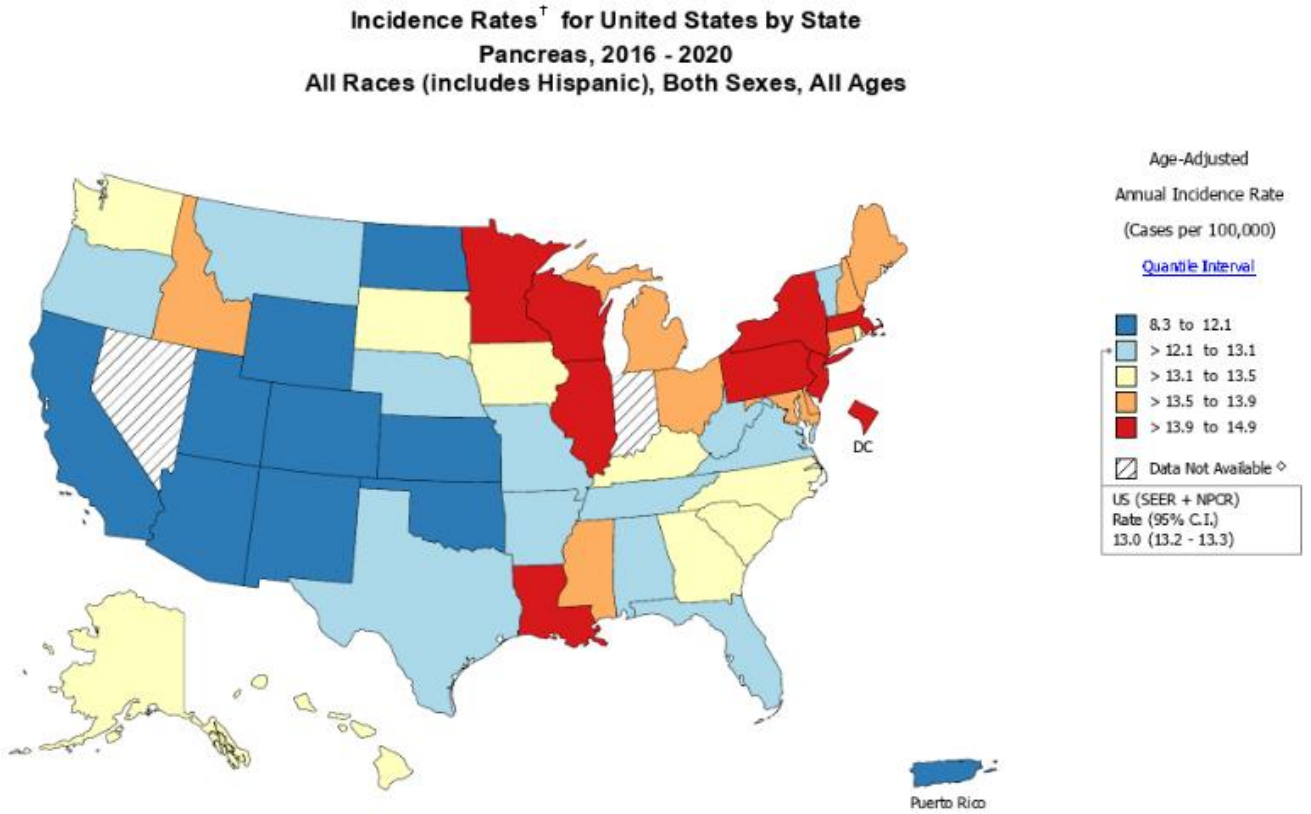 Incidence Rates† for United States by State
Pancreas, 2016 - 2020
All Races (includes Hispanic), Both Sexes, All Ages
Age-Adjusted
Annual Incidence Rate
(Cases per 100,000)
Quantile Interval
8.3 to 12.1
> 12.1 to 13.1
> 13.1 to 13.5
> 13.5 to 13.9
> 13.9 to 14.9
Data Not Available ◇
US (SEER + NPCR)
Rate (95% C.I.)
13.0 (13.2 - 13.3)
DC
Puerto Rico